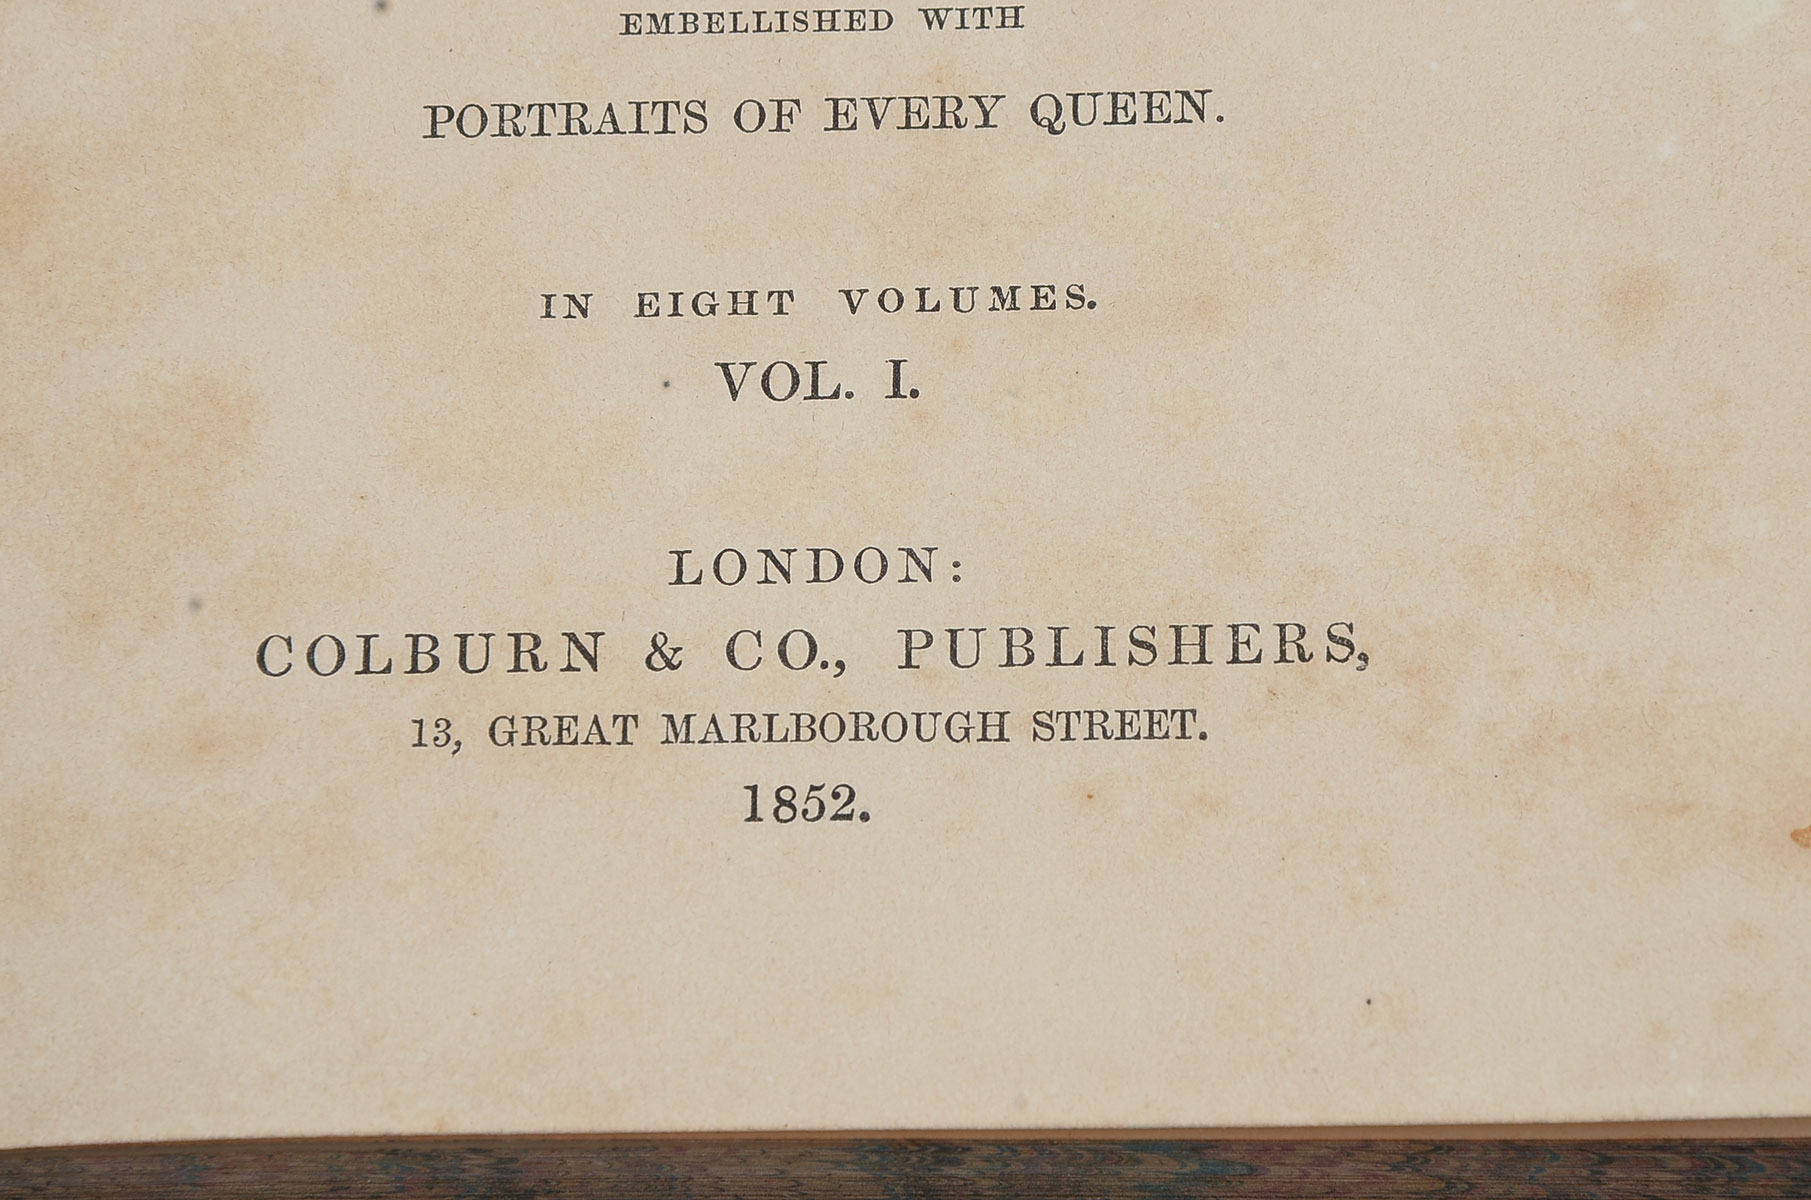 EMBELLISHED WITH
PORTRAITS OF EVERY QUEEN.
IN EIGHT VOLUMES.
VOL. I.
LONDON:
COLBURN & CO., PUBLISHERS,
13, GREAT MARLBOROUGH STREET.
1852.